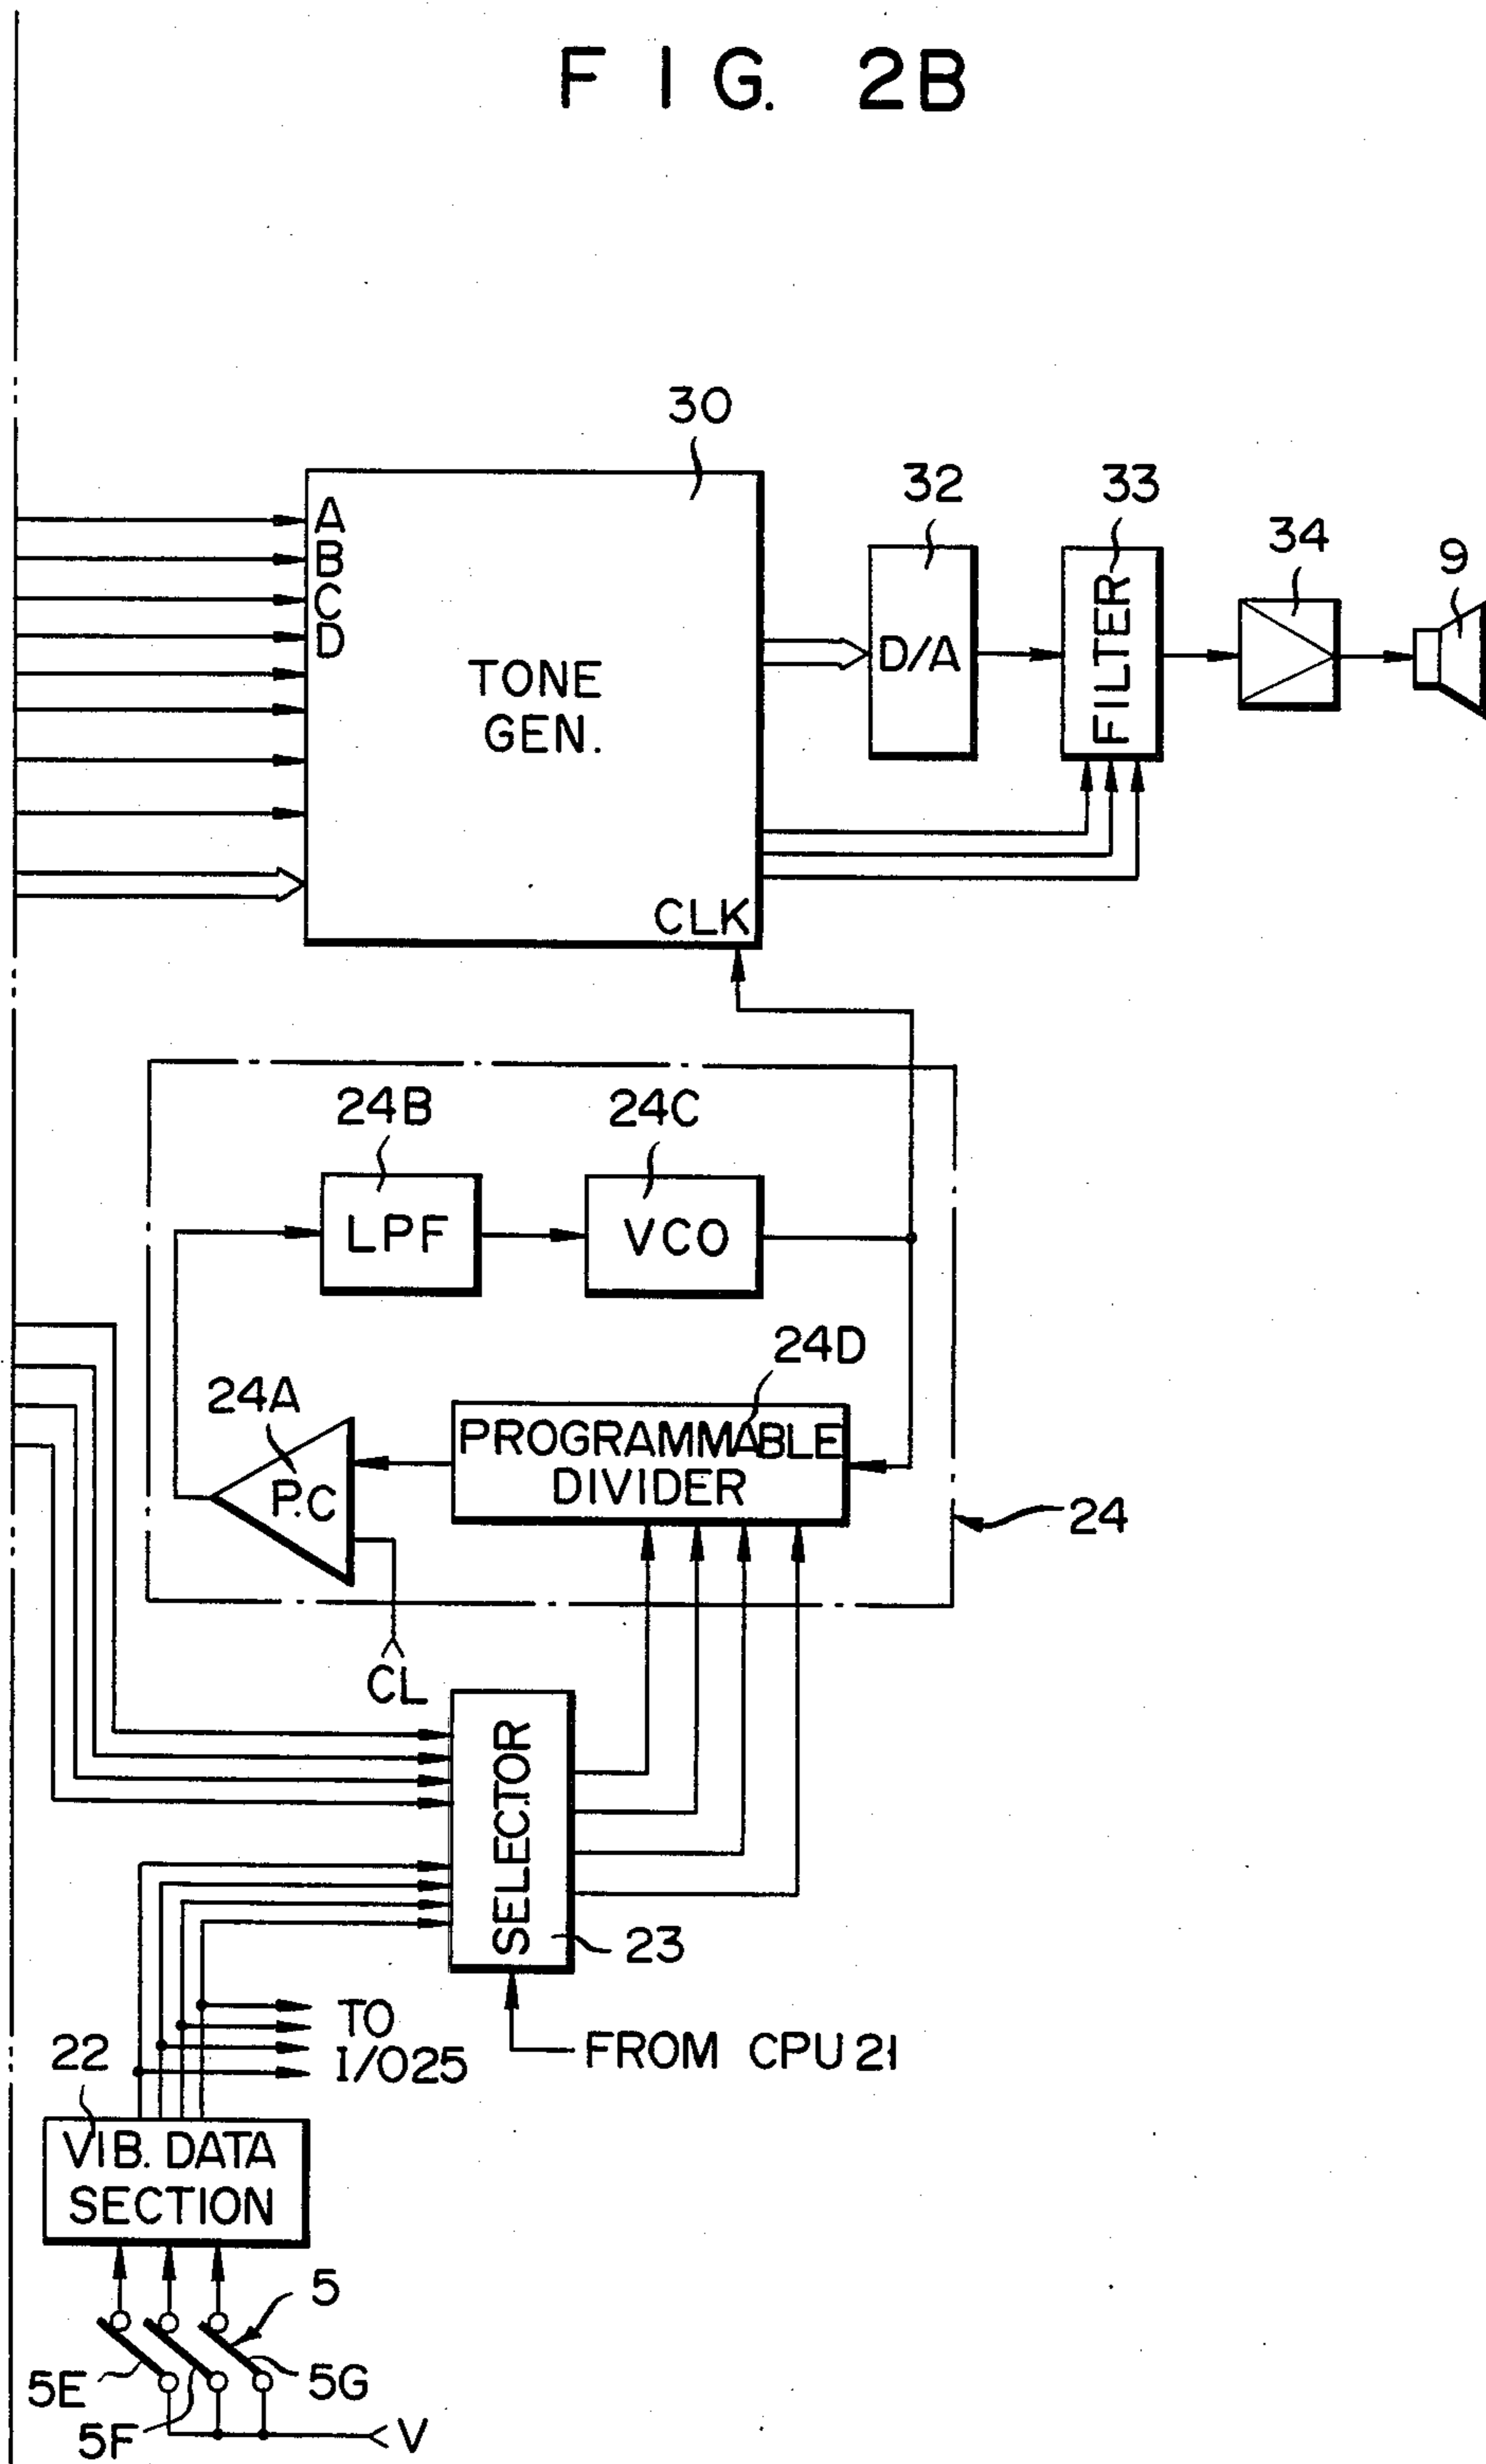 FIG. 2B
30
32
33
34
9
A
B
C
D
TONE
GEN.
D/A
FILTER
CLK
24B
24C
LPF
VCO
24D
24A
PROGRAMMABLE
DIVIDER
P.C
24
CL
SELECTOR
23
TO
I/O25
FROM CPU 21
22
VIB. DATA
SECTION
5
5E
5G
5F
V